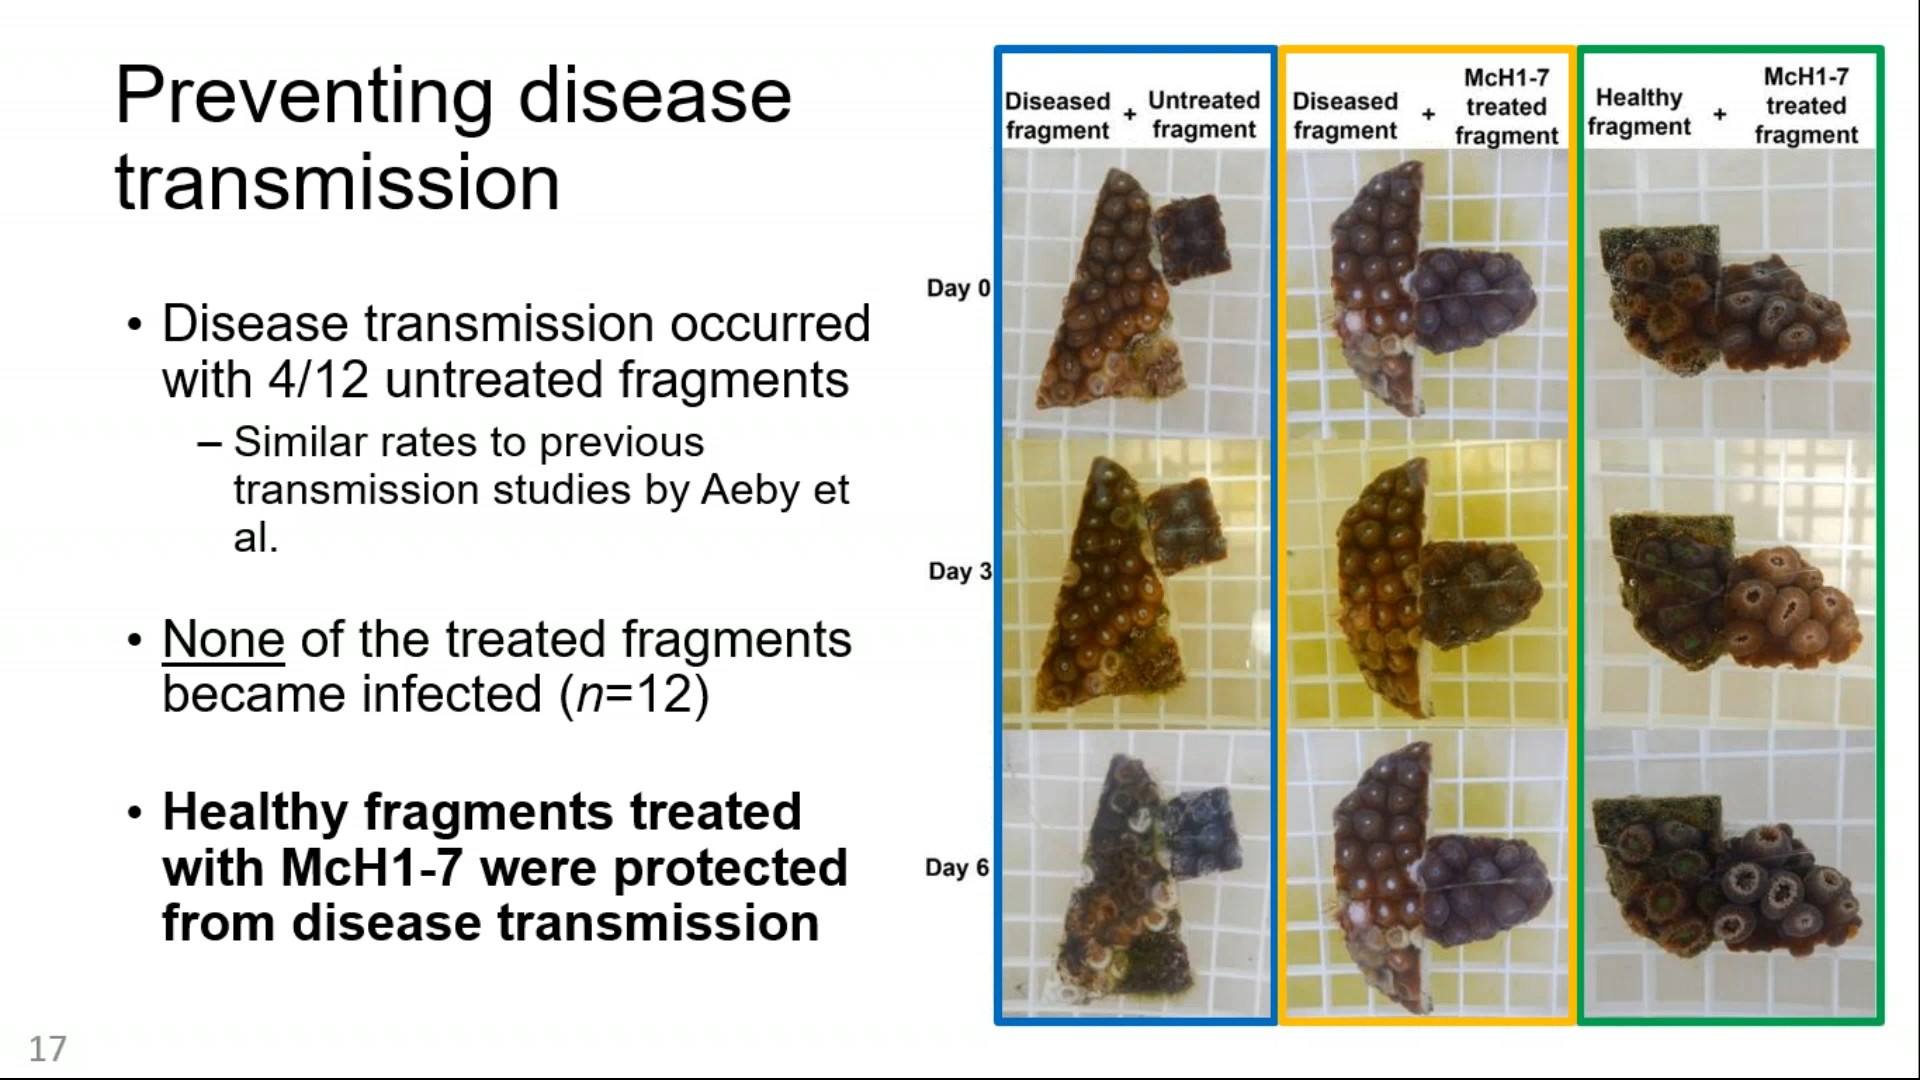 Preventing disease
transmission
• Disease transmission occurred
with 4/12 untreated fragments
– Similar rates to previous
transmission studies by Aeby et
al.
• None of the treated fragments
became infected (n=12)
• Healthy fragments treated
with McH1-7 were protected
from disease transmission
17
Diseased
fragment
+
Untreated
fragment
Diseased
fragment
+
McH1-7
treated
fragment
Healthy
fragment
+
McH1-7
treated
fragment
Day 0
Day 3
Day 6